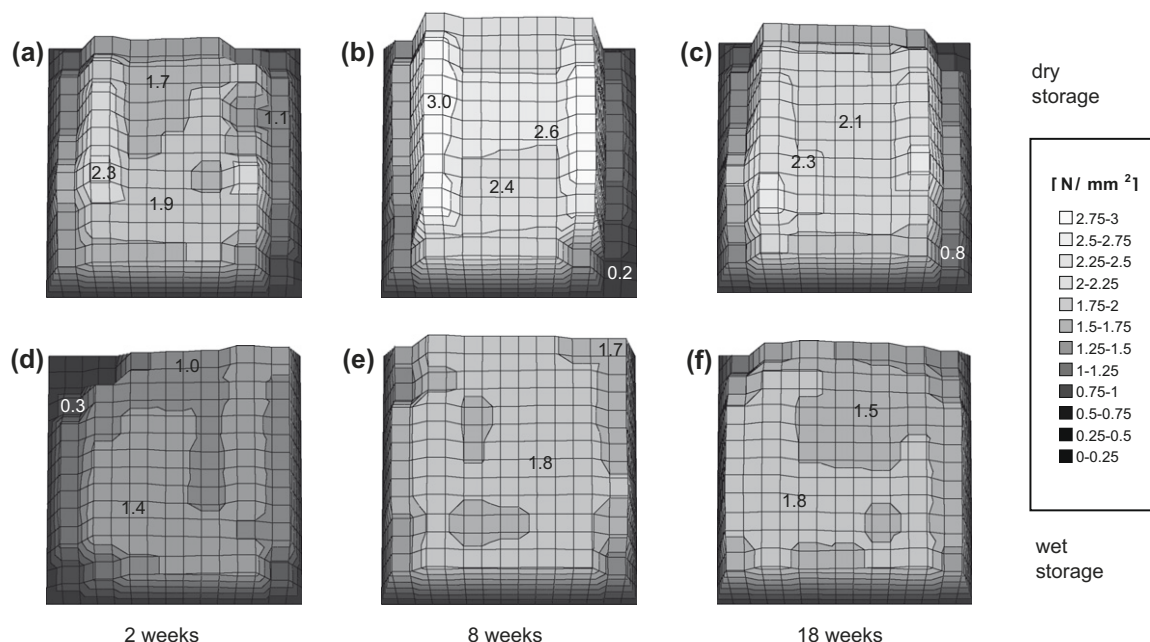 (a)
1.7
1.1
2.3
1.9
(b)
3.0
2.6
2.4
0.2
(c)
2.1
2.3
0.8
dry
storage
[N/ mm ²]
2.75-3
2.5-2.75
2.25-2.5
2-2.25
1.75-2
1.5-1.75
1.25-1.5
1-1.25
0.75-1
0.5-0.75
0.25-0.5
0-0.25
(d)
1.0
0.3
1.4
(e)
1.7
1.8
(f)
1.5
1.8
wet
storage
2 weeks
8 weeks
18 weeks